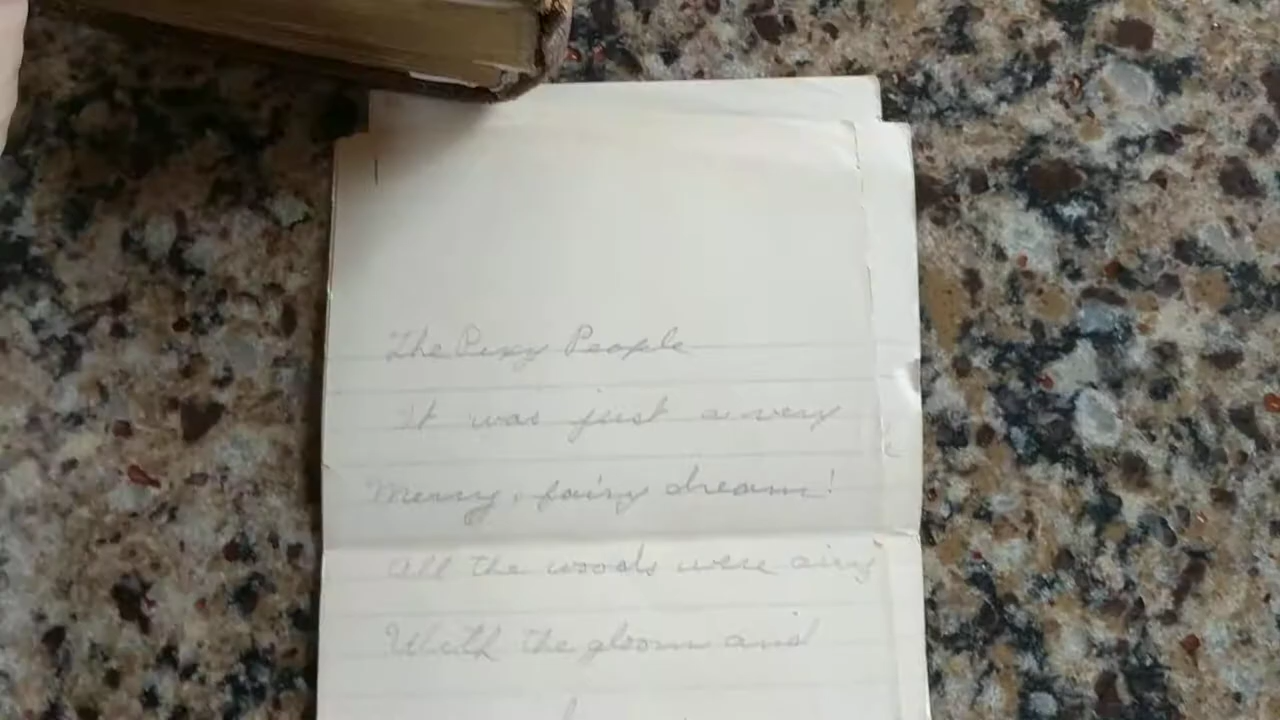 The Pixy People
It was just a very
Merry, fairy dream!
All the woods were airy
With the gloom and